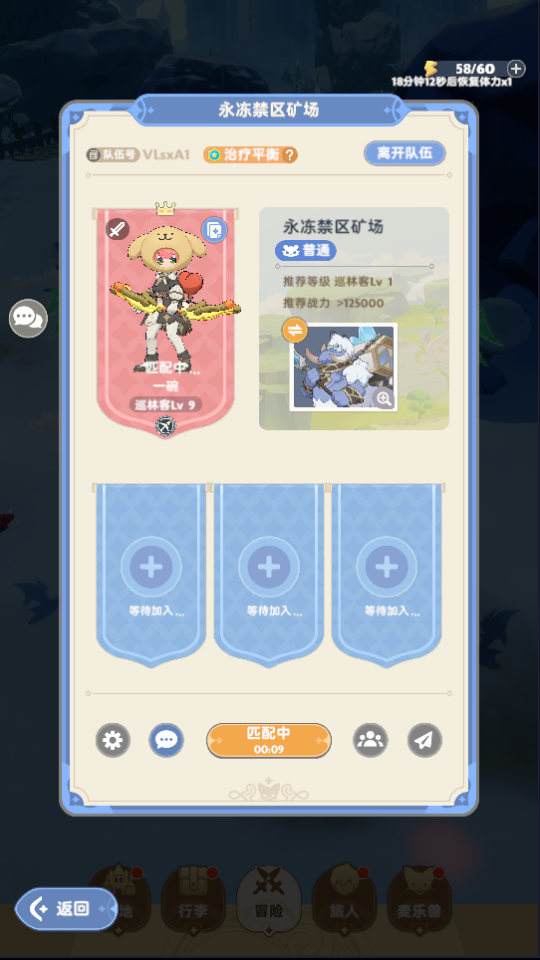 58/60
18分钟12秒后恢复体力x1
永冻禁区矿场
队伍号 VLsxA1 治疗平衡 ? 离开队伍
永冻禁区矿场
普通
推荐等级 巡林客Lv 1
推荐战力 >125000
匹配中...
一碗
巡林客Lv 9
等待加入... 等待加入... 等待加入...
匹配中
00:09
返回 地 行李 冒险 旅人 麦乐兽